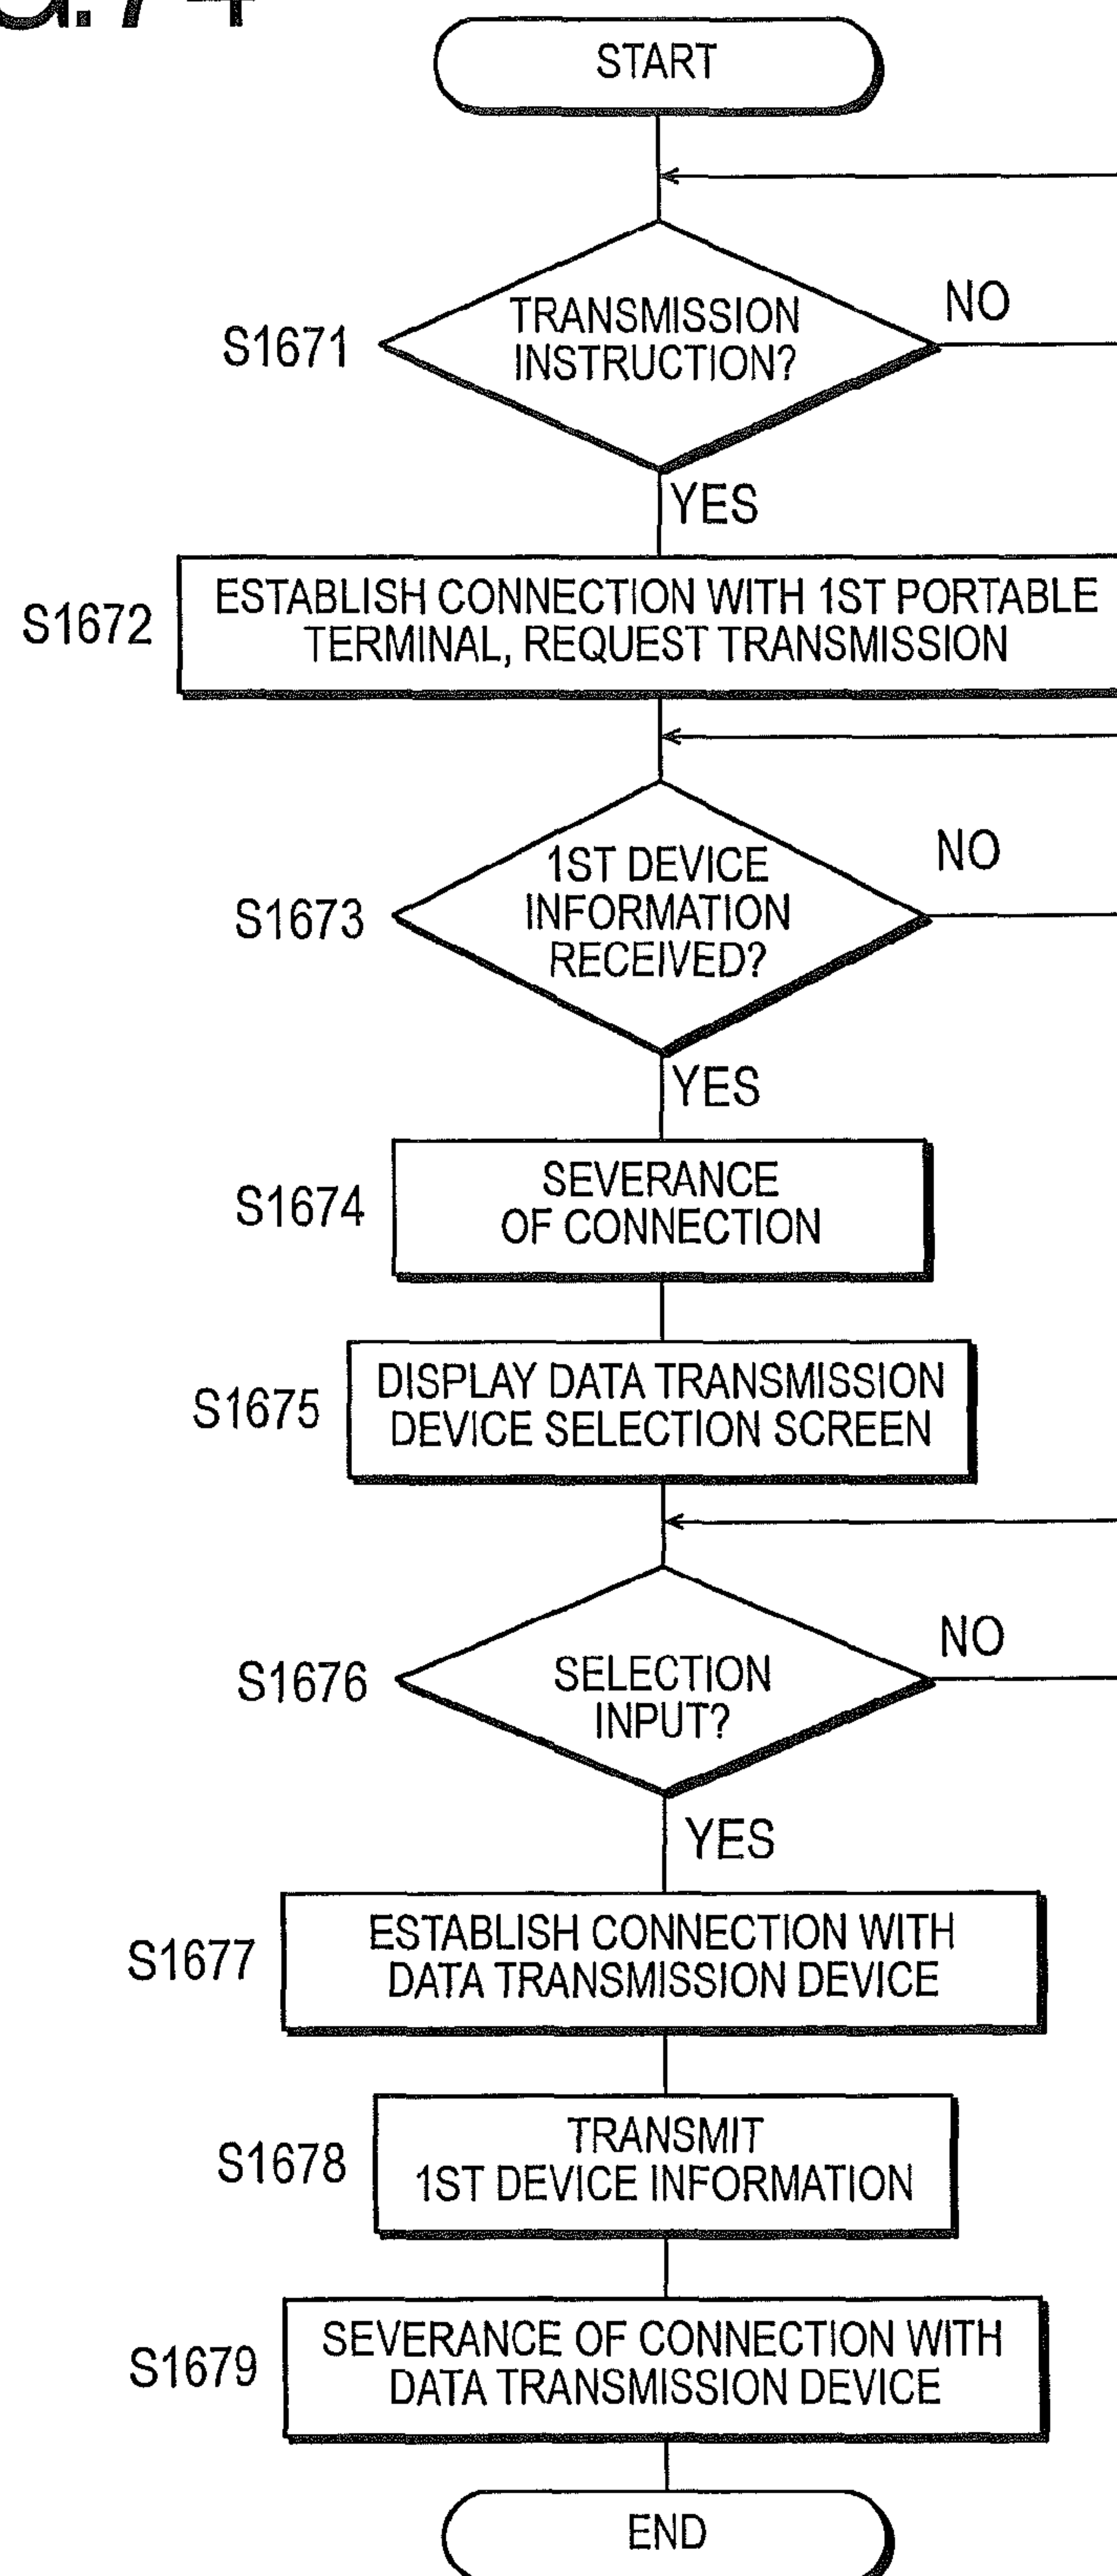 START
TRANSMISSION
INSTRUCTION?
NO
S1671
YES
ESTABLISH CONNECTION WITH 1ST PORTABLE
TERMINAL, REQUEST TRANSMISSION
S1672
1ST DEVICE
INFORMATION
RECEIVED?
NO
S1673
YES
SEVERANCE
OF CONNECTION
S1674
DISPLAY DATA TRANSMISSION
DEVICE SELECTION SCREEN
S1675
SELECTION
INPUT?
NO
S1676
YES
ESTABLISH CONNECTION WITH
DATA TRANSMISSION DEVICE
S1677
TRANSMIT
1ST DEVICE INFORMATION
S1678
SEVERANCE OF CONNECTION WITH
DATA TRANSMISSION DEVICE
S1679
END